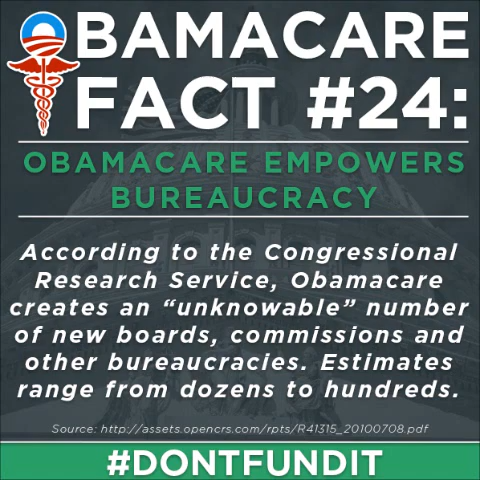 OBAMACARE
FACT #24:
OBAMACARE EMPOWERS
BUREAUCRACY
According to the Congressional
Research Service, Obamacare
creates an “unknowable” number
of new boards, commissions and
other bureaucracies. Estimates
range from dozens to hundreds.
Source: http://assets.opencrs.com/rpts/R41315_20100708.pdf
#DONTFUNDIT